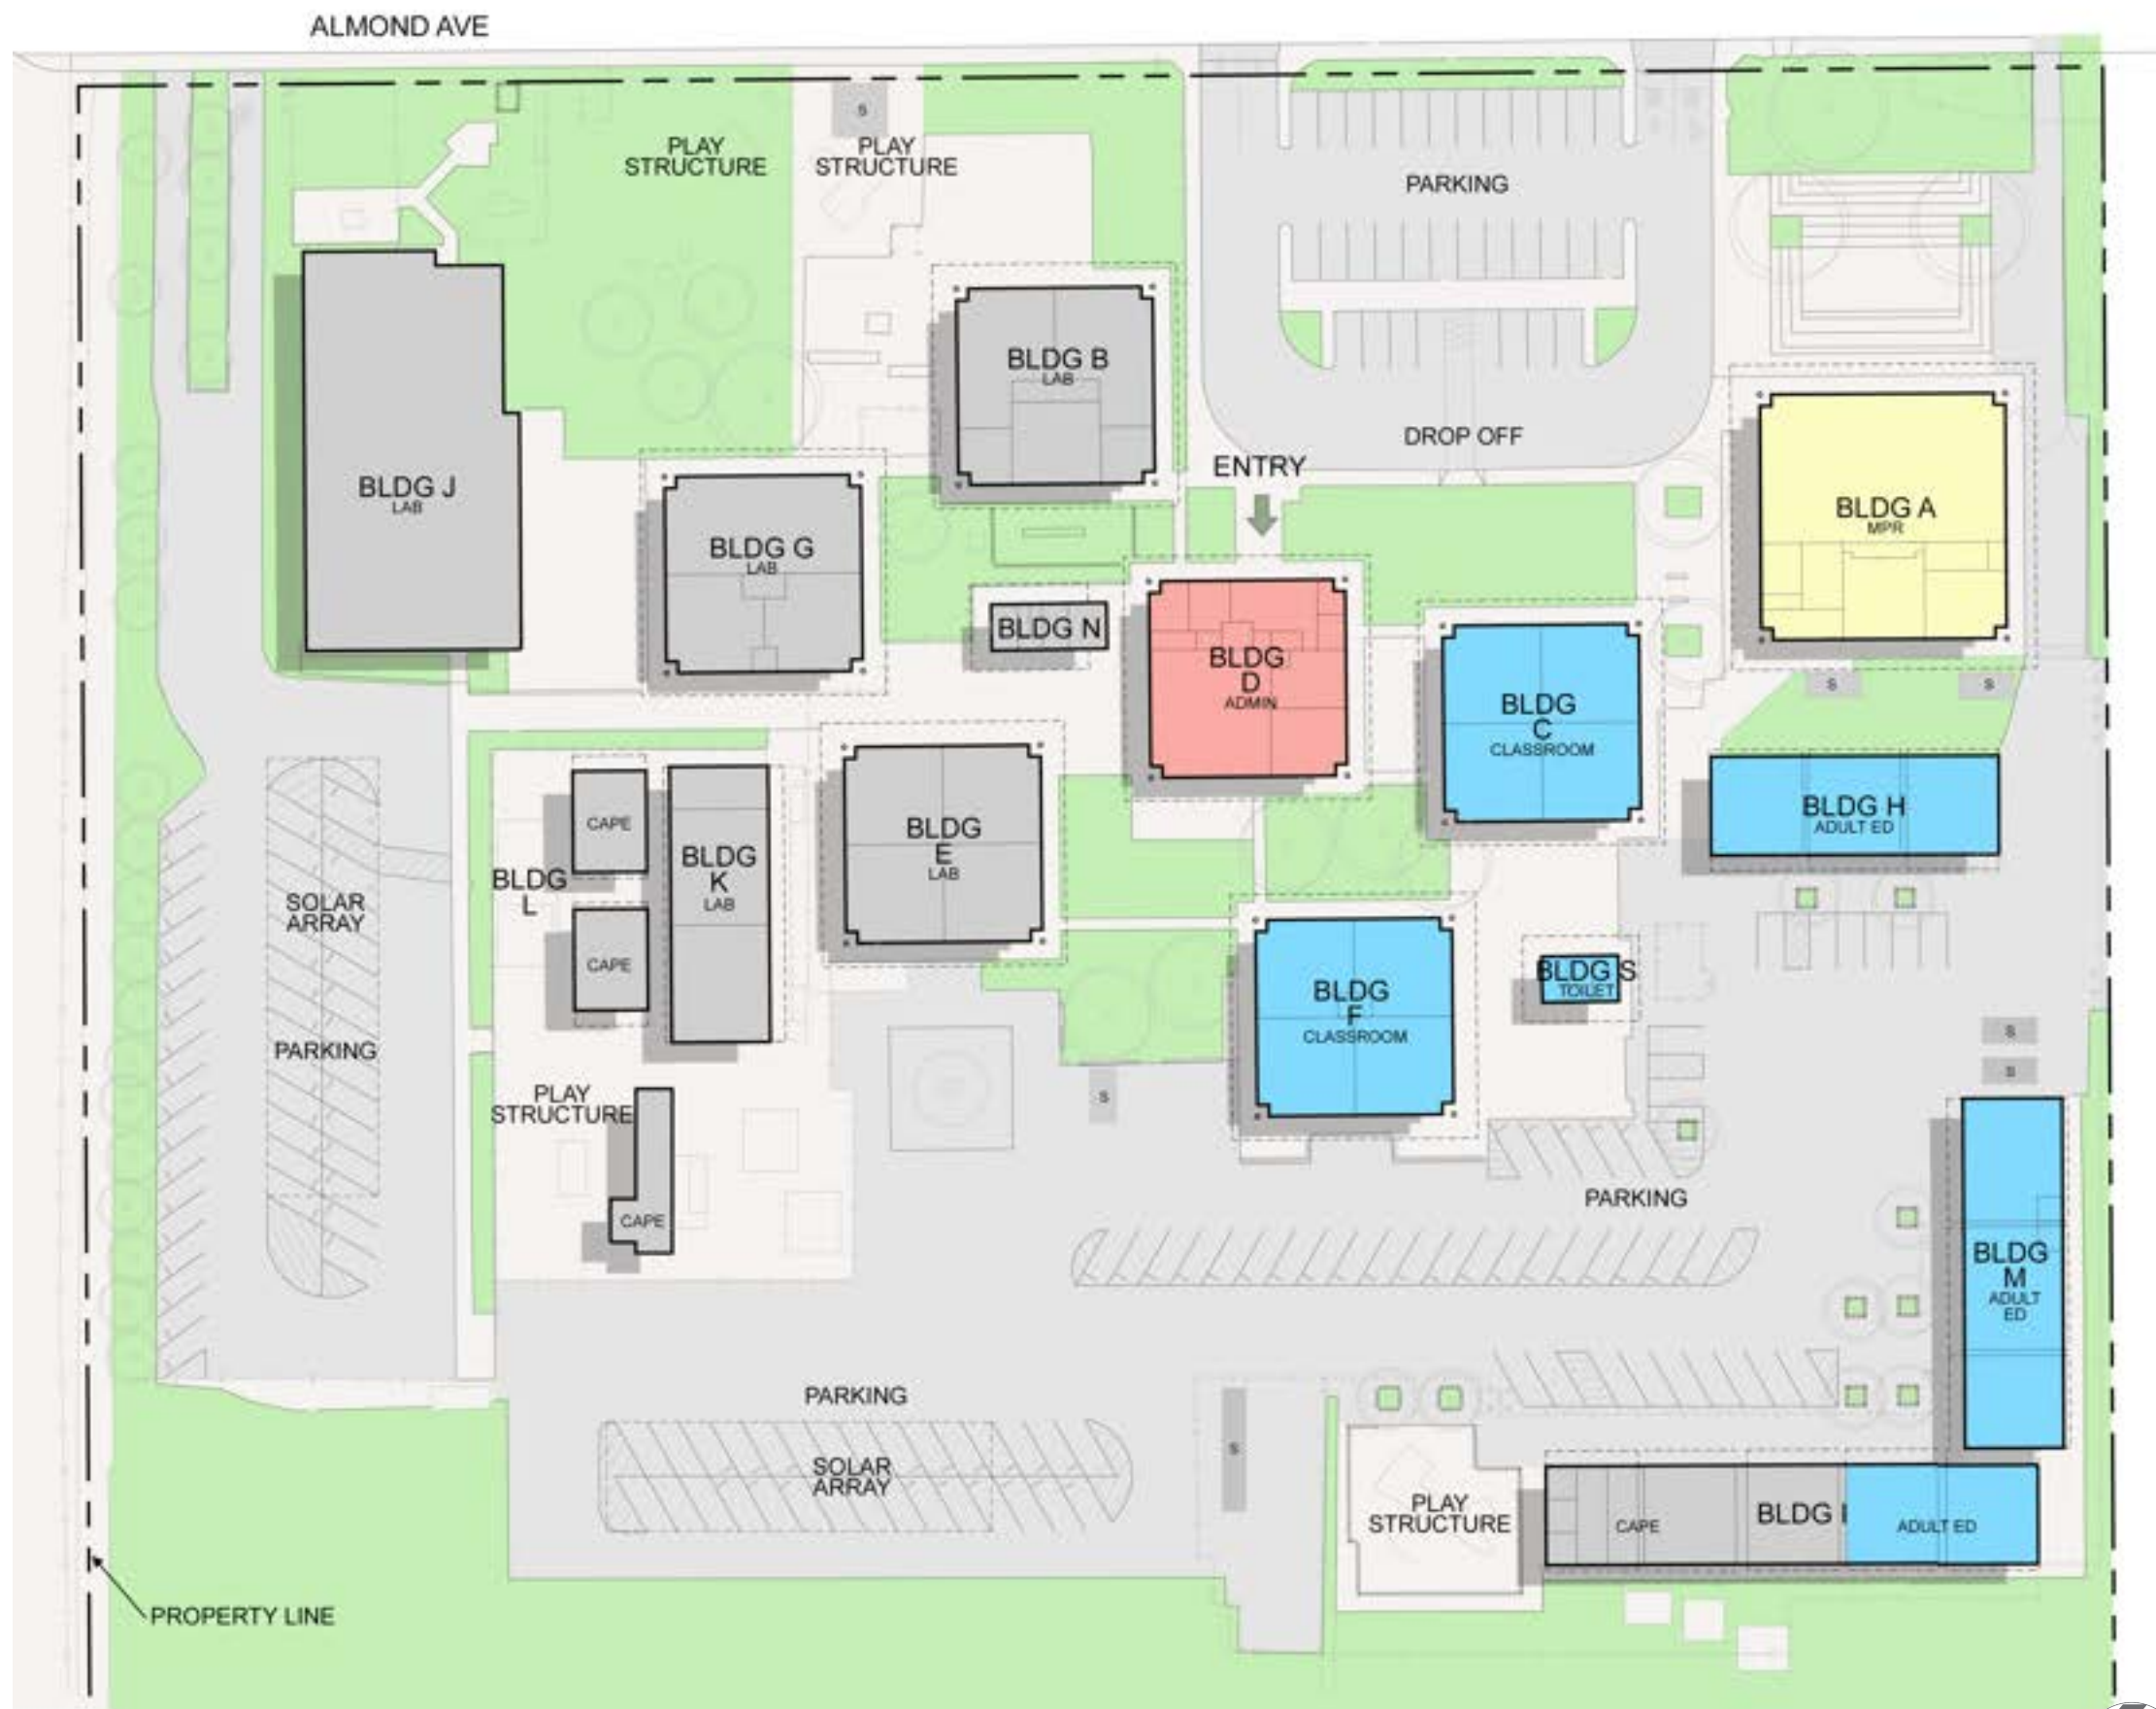 ALMOND AVE
S
PLAY
STRUCTURE
PLAY
STRUCTURE
PARKING
BLDG B
LAB
DROP OFF
ENTRY
BLDG J
LAB
BLDG A
MPR
BLDG G
LAB
BLDG N
BLDG
D
ADMIN
S
S
BLDG
C
CLASSROOM
BLDG H
ADULT ED
CAPE
BLDG
E
LAB
BLDG
K
LAB
BLDG
L
SOLAR
ARRAY
CAPE
BLDG S
TOILET
BLDG
F
CLASSROOM
S
PARKING
S
S
PLAY
STRUCTURE
PARKING
CAPE
BLDG
M
ADULT
ED
PARKING
S
SOLAR
ARRAY
PLAY
STRUCTURE
CAPE
BLDG I
ADULT ED
PROPERTY LINE